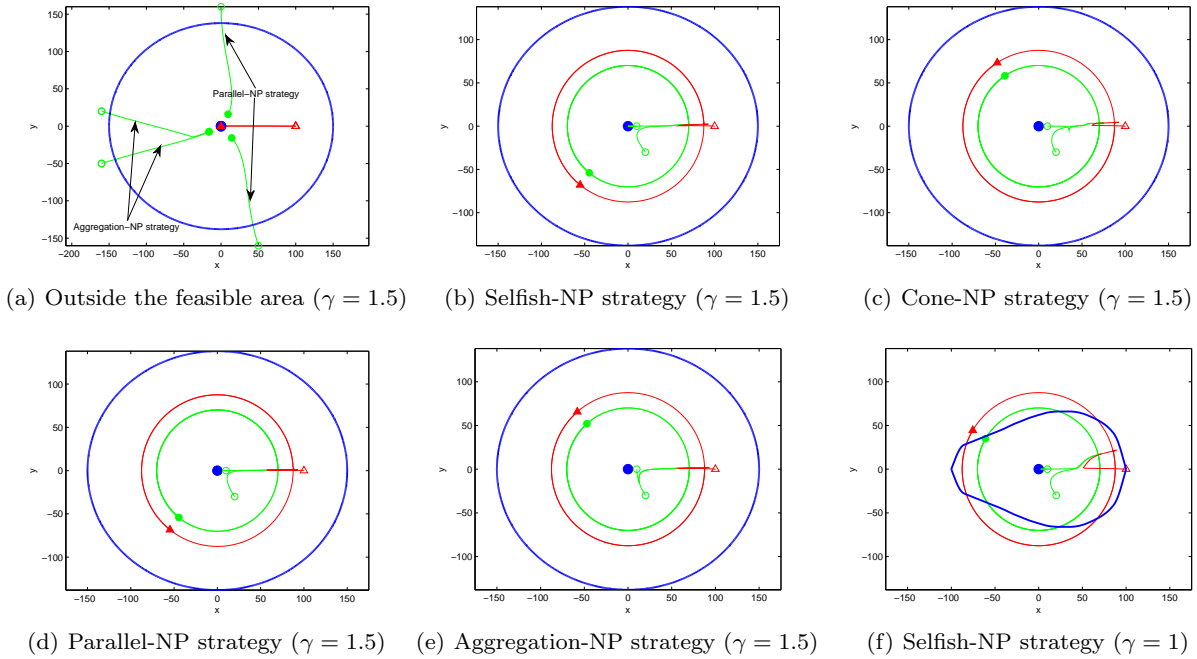 150
100
50
0
−50
−100
−150
y
Parallel−NP strategy
Aggregation−NP strategy
−200 −150 −100 −50 0 50 100 150
x
(a) Outside the feasible area (γ = 1.5)
100
50
0
−50
−100
y
−150 −100 −50 0 50 100 150
x
(b) Selfish-NP strategy (γ = 1.5)
100
50
0
−50
−100
y
−150 −100 −50 0 50 100 150
x
(c) Cone-NP strategy (γ = 1.5)
100
50
0
−50
−100
y
−150 −100 −50 0 50 100 150
x
(d) Parallel-NP strategy (γ = 1.5)
100
50
0
−50
−100
y
−150 −100 −50 0 50 100 150
x
(e) Aggregation-NP strategy (γ = 1.5)
100
50
0
−50
−100
y
−150 −100 −50 0 50 100 150
x
(f) Selfish-NP strategy (γ = 1)